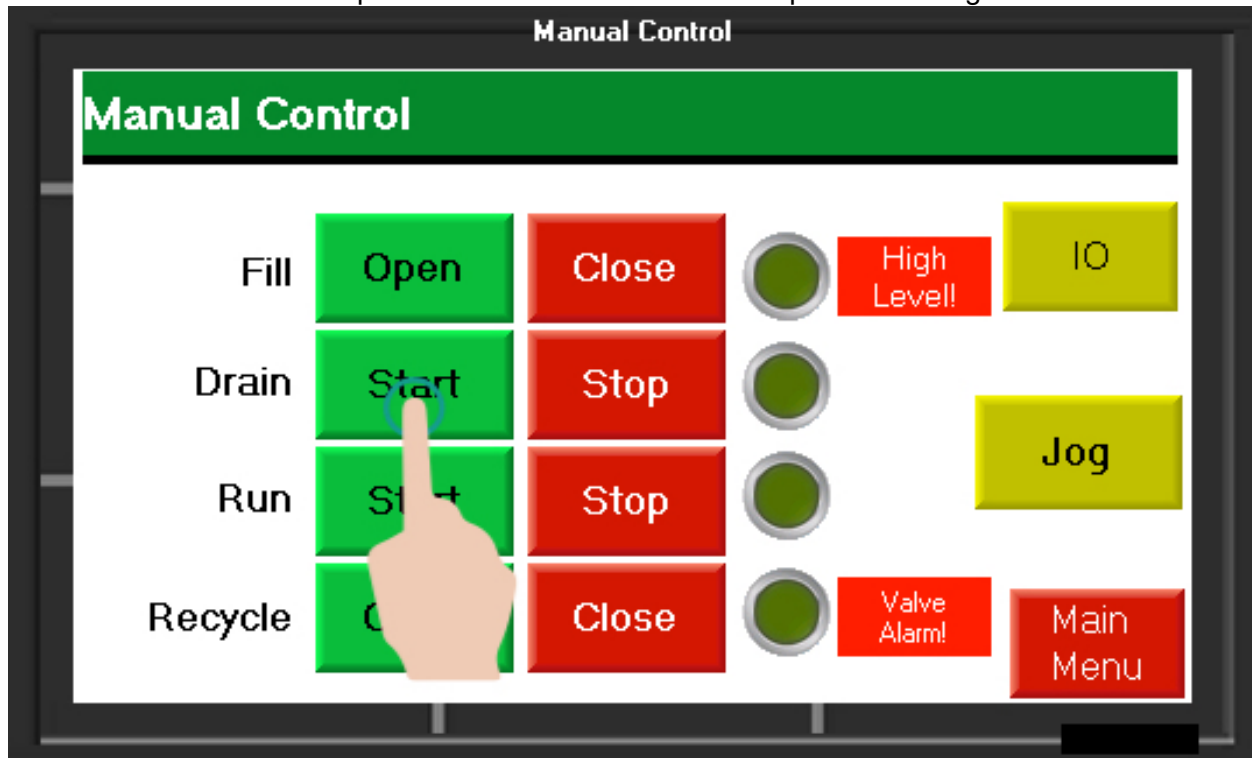 Manual Control
Manual Control
Fill Open Close High Level! IO
Drain Start Stop
Jog
Run Stop
Recycle Close Valve Alarm! Main Menu